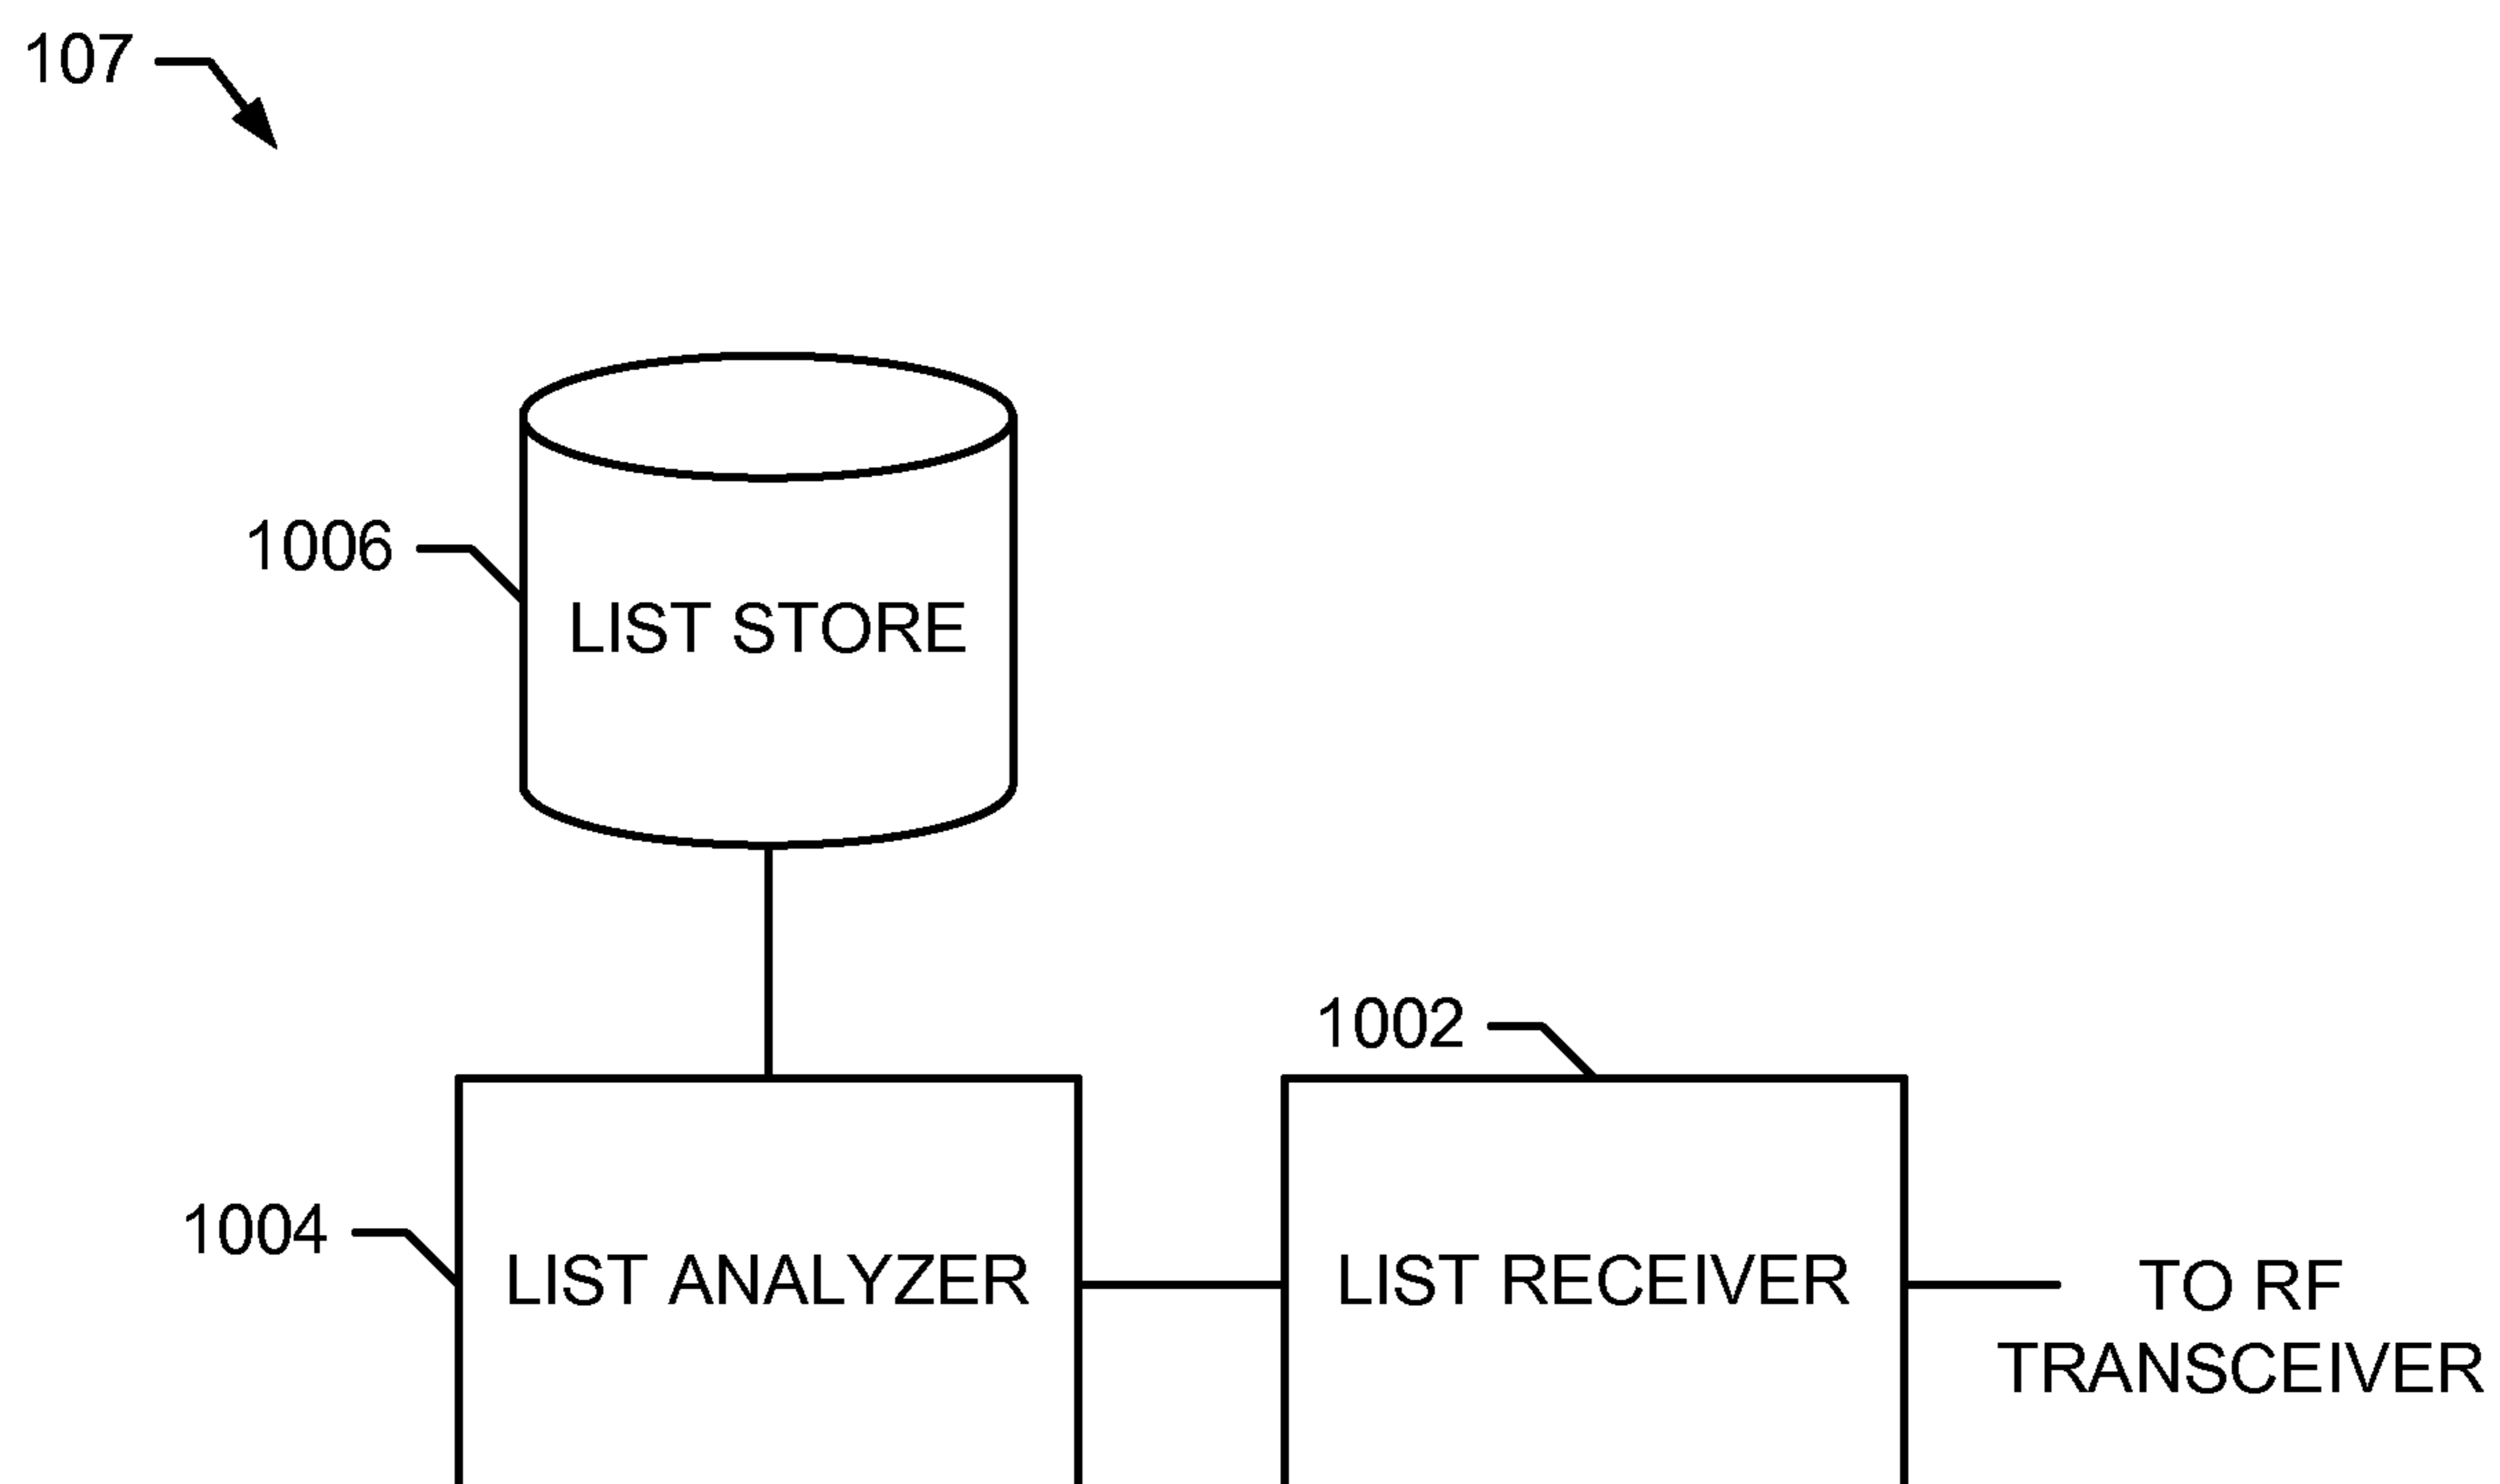 107
1006
LIST STORE
1002
1004
LIST ANALYZER
LIST RECEIVER
TO RF
TRANSCEIVER